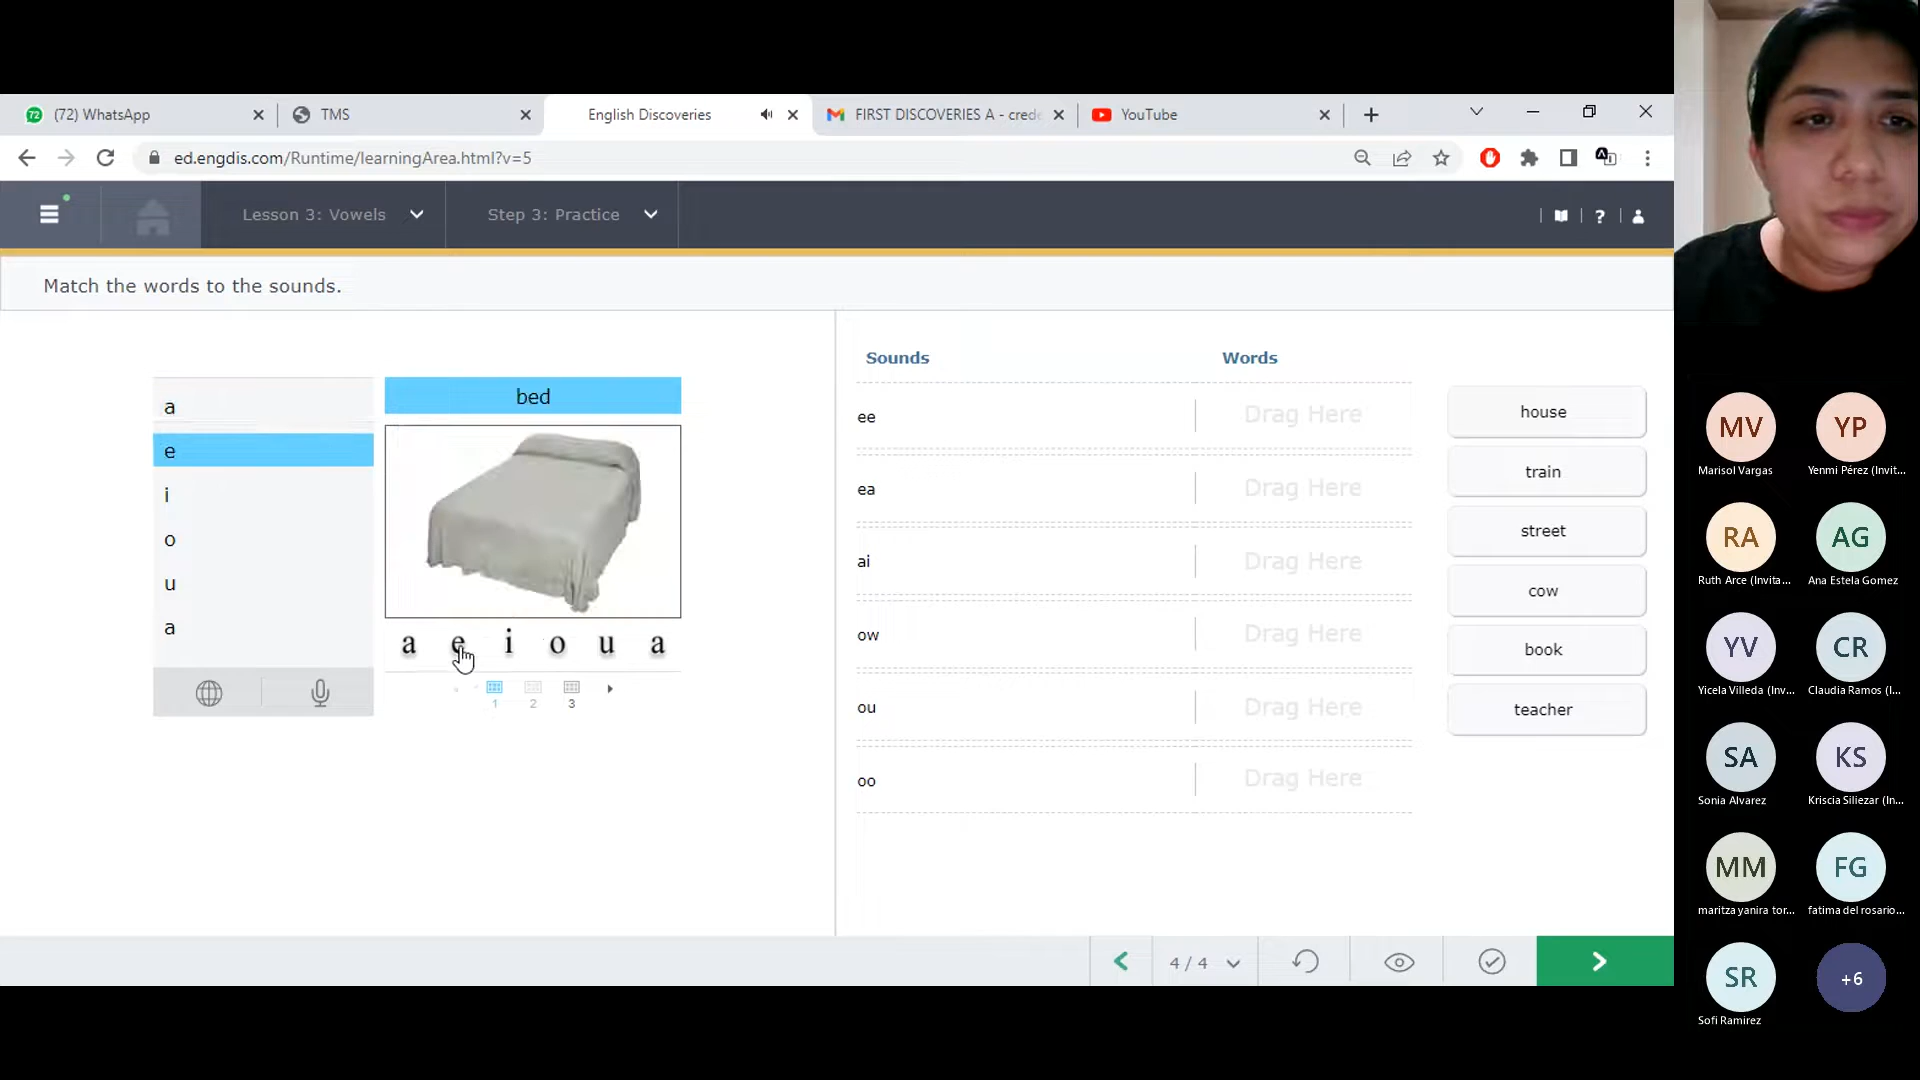 72 (72) WhatsApp
TMS
English Discoveries
FIRST DISCOVERIES A - crede
YouTube
ed.engdis.com/Runtime/learningArea.html?v=5
Lesson 3: Vowels
Step 3: Practice
?
Match the words to the sounds.
a
e
i
o
u
a
bed
a e i o u a
1 2 3
Sounds Words
ee Drag Here
ea Drag Here
ai Drag Here
ow Drag Here
ou Drag Here
oo Drag Here
house
train
street
cow
book
teacher
4 / 4
MV YP
Marisol Vargas Yenmi Pérez (Invit...
RA AG
Ruth Arce (Invita... Ana Estela Gomez
YV CR
Yicela Villeda (Inv... Claudia Ramos (I...
SA KS
Sonia Alvarez Kriscia Siliezar (In...
MM FG
maritza yanira tor... fatima del rosario...
SR +6
Sofi Ramirez